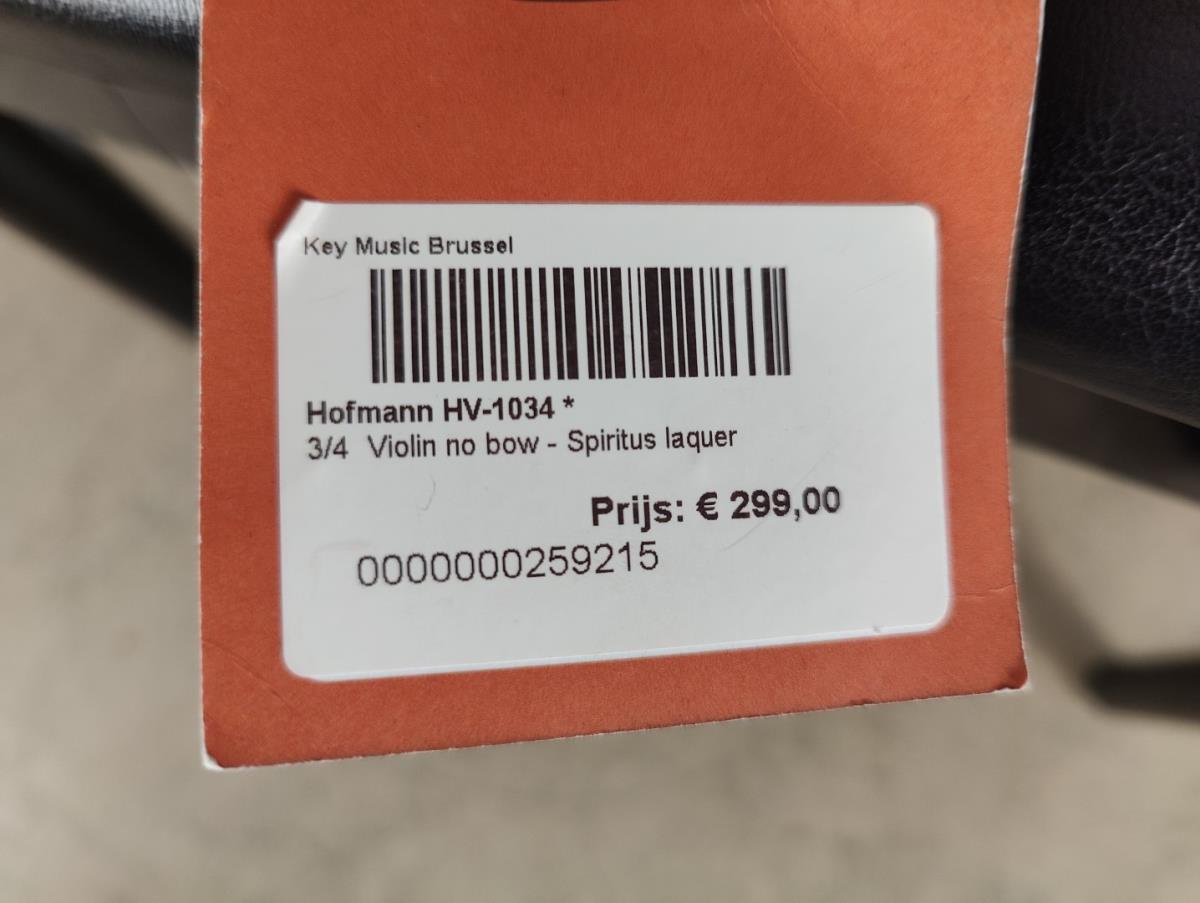 Key Music Brussel
Hofmann HV-1034 *
3/4 Violin no bow - Spiritus laquer
Prijs: € 299,00
0000000259215